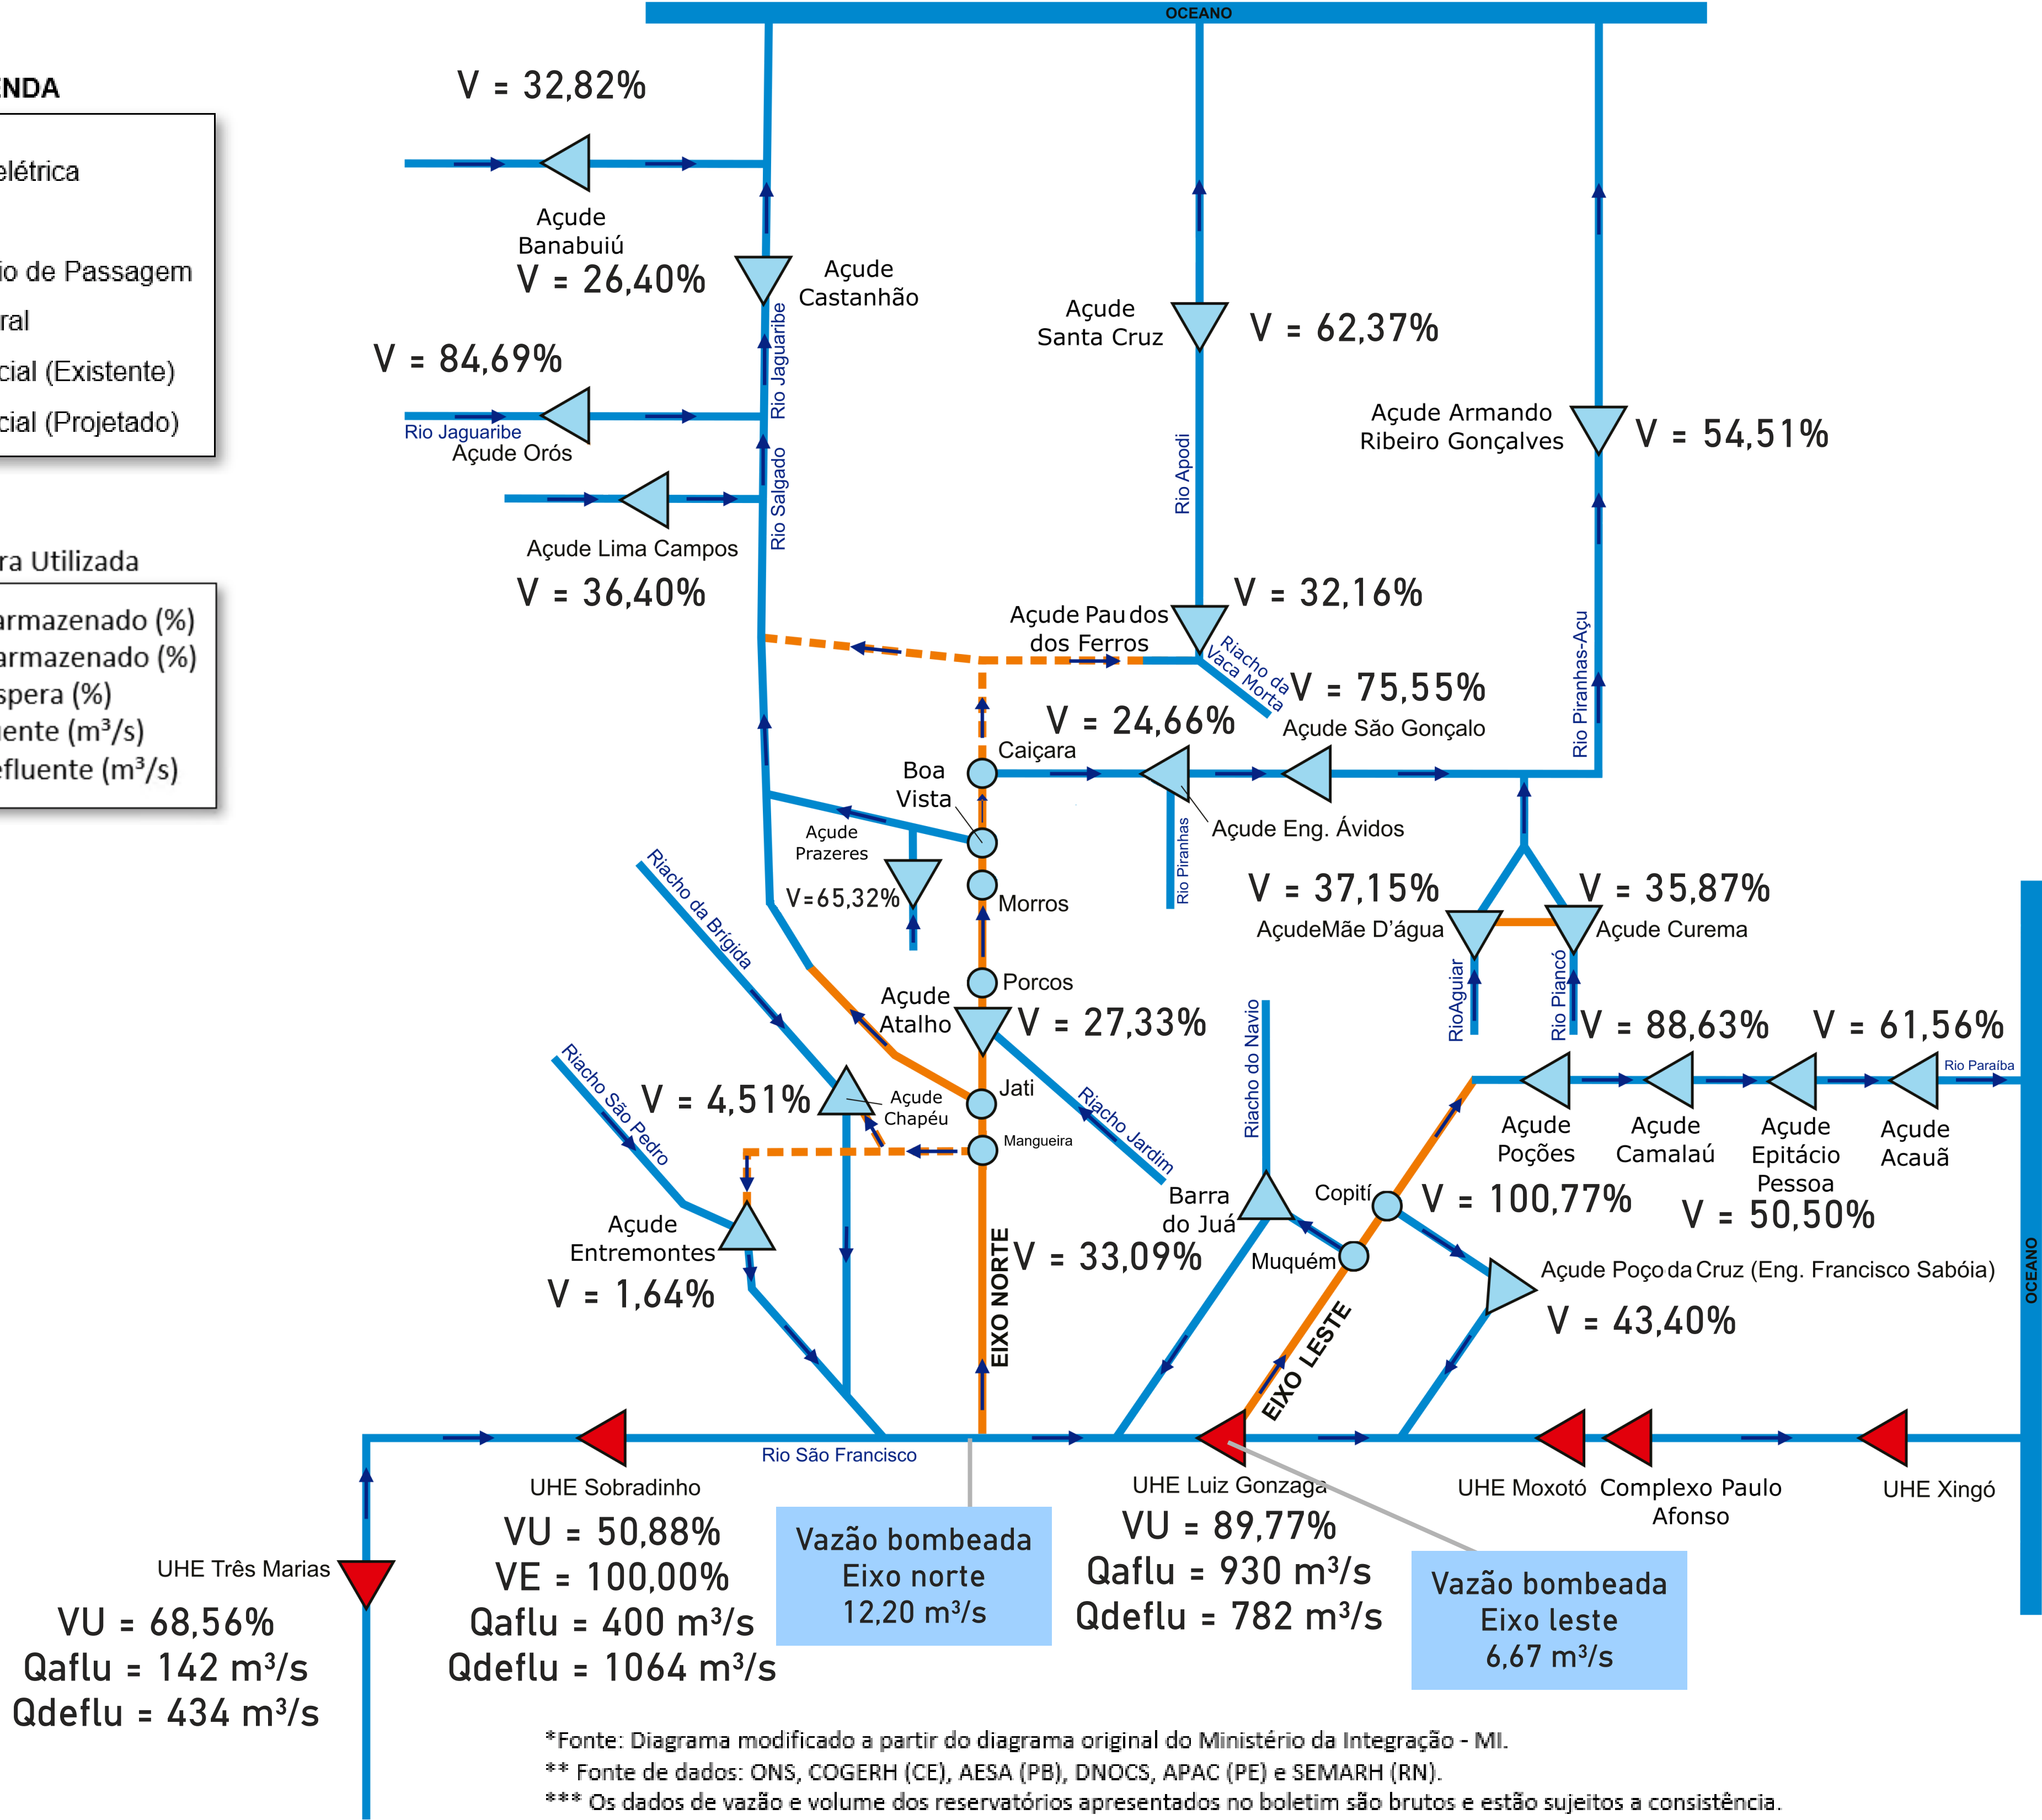 OCEANO
ENDA
elétrica
io de Passagem
ral
cial (Existente)
cial (Projetado)
ra Utilizada
armazenado (%)
armazenado (%)
spera (%)
uente (m³/s)
efluente (m³/s)
V = 32,82%
Açude
Banabuiú
V = 26,40%
Açude
Castanhão
Rio Jaguaribe
V = 84,69%
Rio Jaguaribe
Açude Orós
Rio Salgado
Açude Lima Campos
V = 36,40%
Açude
Santa Cruz
V = 62,37%
Rio Apodi
Açude Armando
Ribeiro Gonçalves
V = 54,51%
Rio Piranhas-Açu
V = 32,16%
Açude Pau dos
dos Ferros
Riacho da
Vaca Morta
V = 75,55%
Açude São Gonçalo
V = 24,66%
Caiçara
Boa
Vista
Açude Eng. Ávidos
Rio Piranhas
Açude
Prazeres
V=65,32%
Morros
Porcos
Riacho da Brígida
V = 37,15%
AçudeMãe D'água
V = 35,87%
Açude Curema
RioAguiar
Rio Piancó
Açude
Atalho
V = 27,33%
Riacho Jardim
Riacho do Navio
V = 88,63%
V = 61,56%
Rio Paraíba
Riacho São Pedro
V = 4,51%
Açude
Chapéu
Jati
Mangueira
Açude
Poções
Açude
Camalaú
Açude
Epitácio
Pessoa
Açude
Acauã
V = 100,77%
V = 50,50%
Barra
do Juá
Copití
Muquém
V = 33,09%
Açude
Entremontes
V = 1,64%
EIXO NORTE
EIXO LESTE
Açude Poço da Cruz (Eng. Francisco Sabóia)
V = 43,40%
OCEANO
Rio São Francisco
UHE Sobradinho
VU = 50,88%
VE = 100,00%
Qaflu = 400 m³/s
Qdeflu = 1064 m³/s
Vazão bombeada
Eixo norte
12,20 m³/s
UHE Luiz Gonzaga
VU = 89,77%
Qaflu = 930 m³/s
Qdeflu = 782 m³/s
Vazão bombeada
Eixo leste
6,67 m³/s
UHE Moxotó
Complexo Paulo
Afonso
UHE Xingó
UHE Três Marias
VU = 68,56%
Qaflu = 142 m³/s
Qdeflu = 434 m³/s
*Fonte: Diagrama modificado a partir do diagrama original do Ministério da Integração - MI.
** Fonte de dados: ONS, COGERH (CE), AESA (PB), DNOCS, APAC (PE) e SEMARH (RN).
*** Os dados de vazão e volume dos reservatórios apresentados no boletim são brutos e estão sujeitos a consistência.